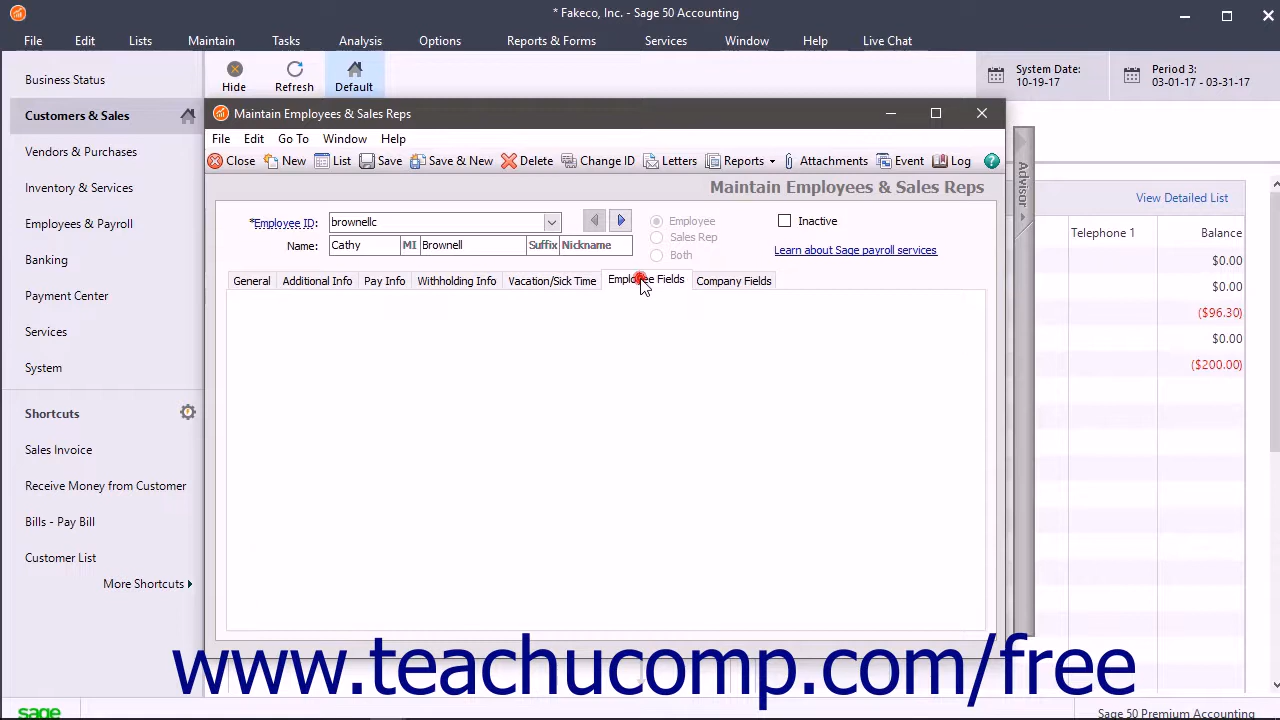 * Fakeco, Inc. - Sage 50 Accounting
File Edit Lists Maintain Tasks Analysis Options Reports & Forms Services Window Help Live Chat
Business Status
Customers & Sales
Vendors & Purchases
Inventory & Services
Employees & Payroll
Banking
Payment Center
Services
System
Shortcuts
Sales Invoice
Receive Money from Customer
Bills - Pay Bill
Customer List
More Shortcuts
Hide Refresh Default
System Date:
10-19-17
Period 3:
03-01-17 - 03-31-17
Maintain Employees & Sales Reps
File Edit Go To Window Help
Close New List Save Save & New Delete Change ID Letters Reports Attachments Event Log ?
Maintain Employees & Sales Reps
*Employee ID: brownellc
Name: Cathy MI Brownell Suffix Nickname
Employee
Sales Rep
Both
Inactive
Learn about Sage payroll services
General Additional Info Pay Info Withholding Info Vacation/Sick Time Employee Fields Company Fields
Advisor
View Detailed List
Telephone 1 Balance
$0.00
$0.00
($96.30)
$0.00
($200.00)
www.teachucomp.com/free
sage
Sage 50 Premium Accounting